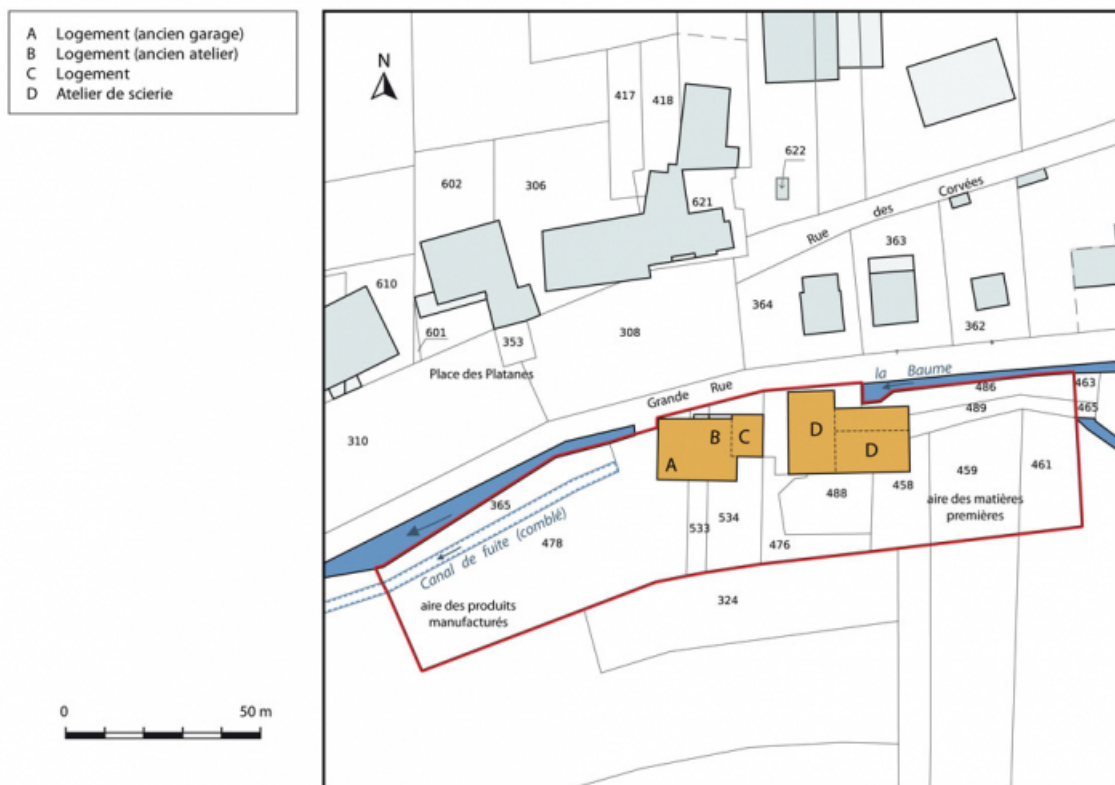 A Logement (ancien garage)
B Logement (ancien atelier)
C Logement
D Atelier de scierie
N
417
418
622
602
306
621
Rue des Corvées
363
610
364
601
353
308
362
Place des Platanes
la Baume
486
463
Grande Rue
489
465
310
B
C
D
A
D
459
461
365
488
458
aire des matières
premières
533
534
478
476
Canal de fuite (comblé)
324
aire des produits
manufacturés
0 50 m